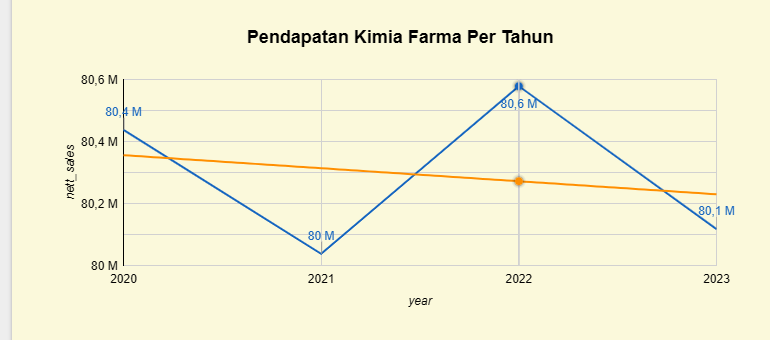 Pendapatan Kimia Farma Per Tahun
80,6 M
80,4 M
80,2 M
80 M
nett_sales
80,4 M
80 M
80,6 M
80,1 M
2020
2021
2022
2023
year